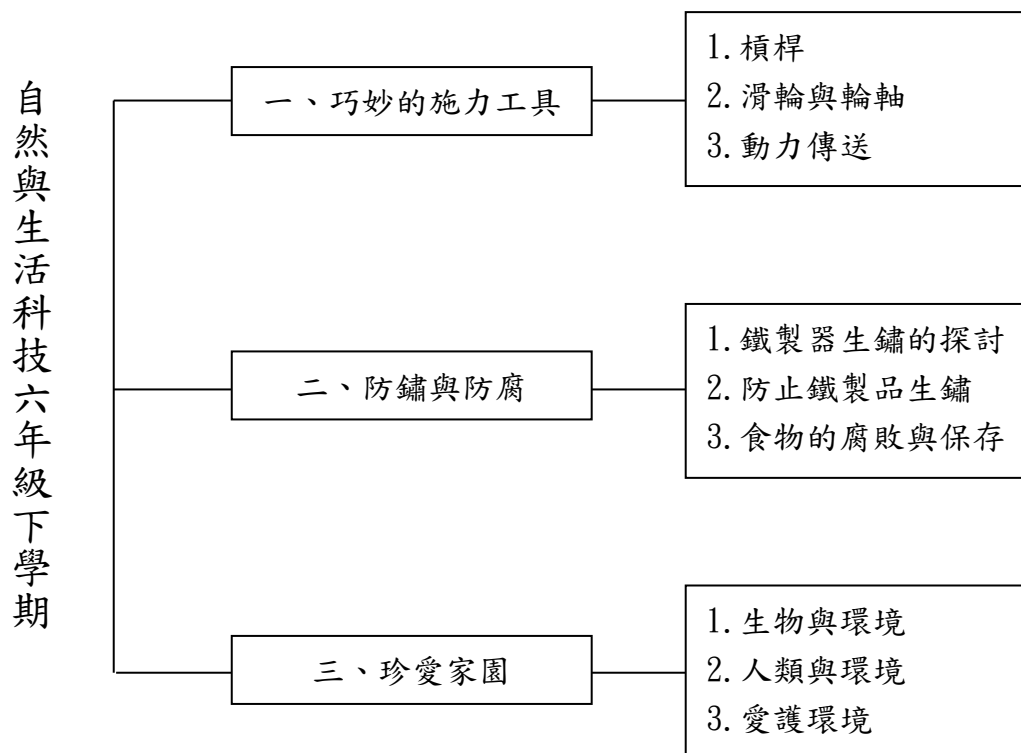 自然與生活科技六年級下學期
一、巧妙的施力工具
1.槓桿
2.滑輪與輪軸
3.動力傳送
二、防鏽與防腐
1.鐵製器生鏽的探討
2.防止鐵製品生鏽
3.食物的腐敗與保存
三、珍愛家園
1.生物與環境
2.人類與環境
3.愛護環境